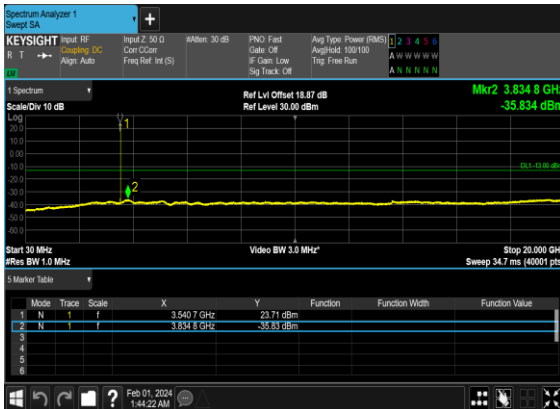 Spectrum Analyzer 1
Swept SA
KEYSIGHT
R T
Input: RF
Coupling: DC
Align: Auto
Input Z: 50 Ω
Corr CCorr
Freq Ref: Int (S)
#Atten: 30 dB
PNO: Fast
Gate: Off
IF Gain: Low
Sig Track: Off
Avg Type: Power (RMS)
Avg|Hold: 100/100
Trig: Free Run
1 2 3 4 5 6
A W W W W W
A N N N N N
1 Spectrum
Scale/Div 10 dB
Ref Lvl Offset 18.87 dB
Ref Level 30.00 dBm
Mkr2 3.834 8 GHz
-35.834 dBm
Log
20.0
10.0
0.00
-10.0
-20.0
-30.0
-40.0
-50.0
-60.0
1
2
DL1 -13.00 dBm
Start 30 MHz
#Res BW 1.0 MHz
Video BW 3.0 MHz*
Stop 20.000 GHz
Sweep 34.7 ms (40001 pts)
5 Marker Table
Mode Trace Scale X Y Function Function Width Function Value
1 N 1 f 3.540 7 GHz 23.71 dBm
2 N 1 f 3.834 8 GHz -35.83 dBm
3
4
5
6
?
Feb 01, 2024
1:44:22 AM